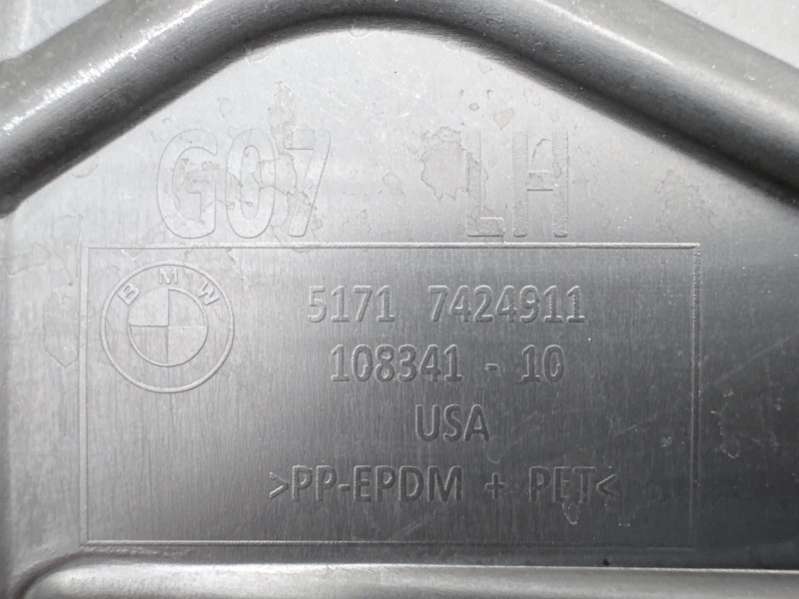 G07 LH
BMW
5171 7424911
108341 - 10
USA
>PP-EPDM + PET<